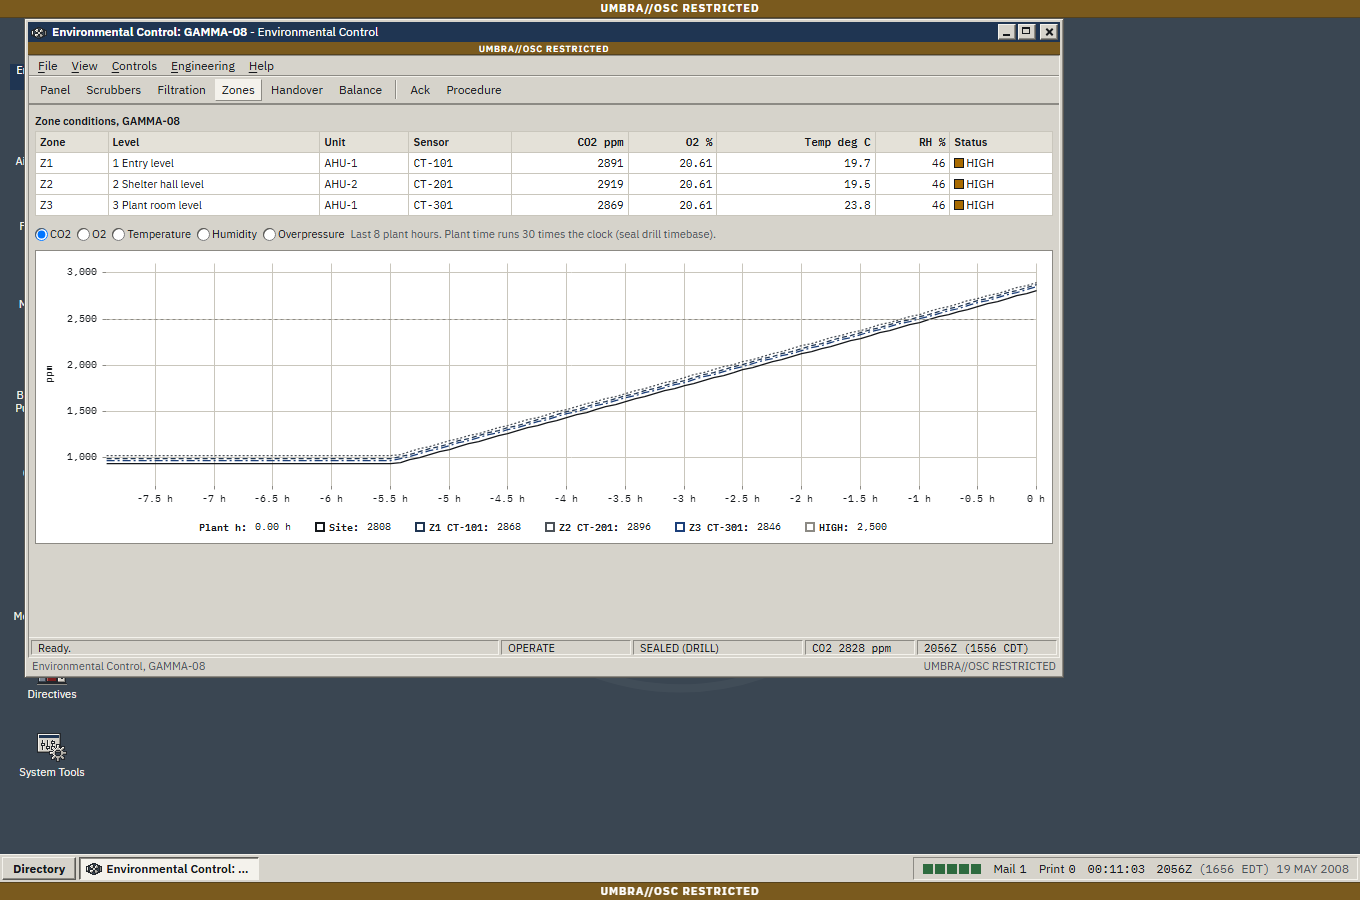 UMBRA//OSC RESTRICTED
Environmental Control: GAMMA-08 - Environmental Control
UMBRA//OSC RESTRICTED
File View Controls Engineering Help
Panel Scrubbers Filtration Zones Handover Balance Ack Procedure
Zone conditions, GAMMA-08
Zone Level Unit Sensor CO2 ppm O2 % Temp deg C RH % Status
Z1 1 Entry level AHU-1 CT-101 2891 20.61 19.7 46 HIGH
Z2 2 Shelter hall level AHU-2 CT-201 2919 20.61 19.5 46 HIGH
Z3 3 Plant room level AHU-1 CT-301 2869 20.61 23.8 46 HIGH
CO2 O2 Temperature Humidity Overpressure Last 8 plant hours. Plant time runs 30 times the clock (seal drill timebase).
3,000
2,500
2,000
1,500
1,000
ppm
-7.5 h -7 h -6.5 h -6 h -5.5 h -5 h -4.5 h -4 h -3.5 h -3 h -2.5 h -2 h -1.5 h -1 h -0.5 h 0 h
Plant h: 0.00 h Site: 2808 Z1 CT-101: 2868 Z2 CT-201: 2896 Z3 CT-301: 2846 HIGH: 2,500
Ready. OPERATE SEALED (DRILL) CO2 2828 ppm 2056Z (1556 CDT)
Environmental Control, GAMMA-08 UMBRA//OSC RESTRICTED
Directives
System Tools
Directory Environmental Control: ... Mail 1 Print 0 00:11:03 2056Z (1656 EDT) 19 MAY 2008
UMBRA//OSC RESTRICTED